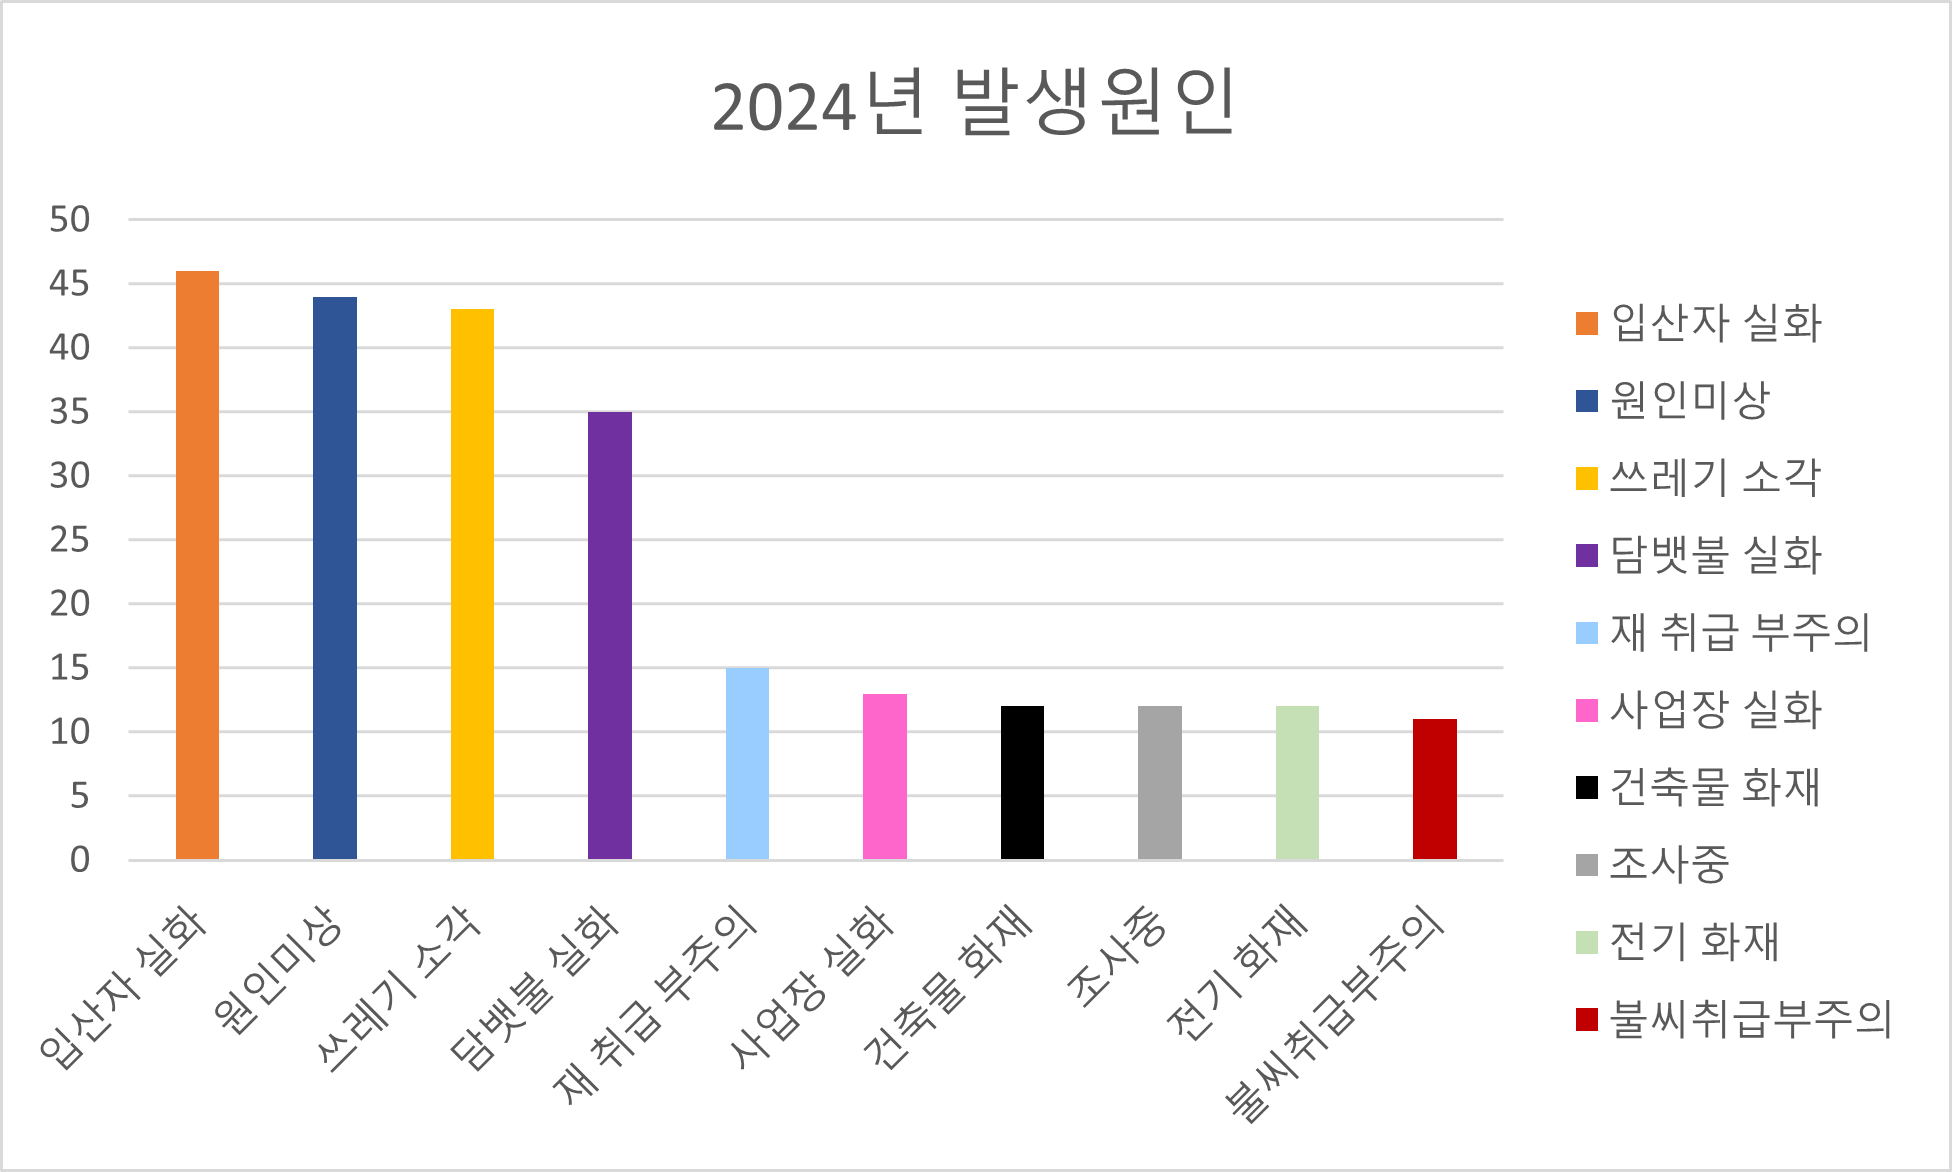 2024년 발생원인
50
45
40
35
30
25
20
15
10
5
0
입산자 실화
원인미상
쓰레기 소각
담뱃불 실화
재 취급 부주의
사업장 실화
건축물 화재
조사중
전기 화재
불씨취급부주의
입산자 실화
원인미상
쓰레기 소각
담뱃불 실화
재 취급 부주의
사업장 실화
건축물 화재
조사중
전기 화재
불씨취급부주의